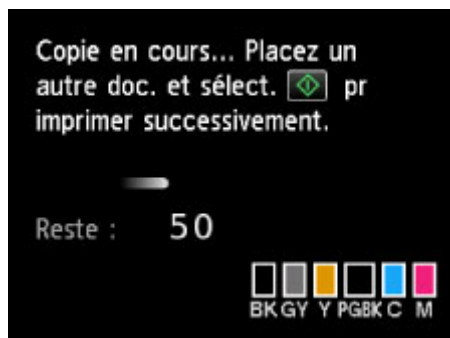 Copie en cours... Placez un
autre doc. et sélect. pr
imprimer successivement.
Reste : 50
BK GY Y PGBK C M